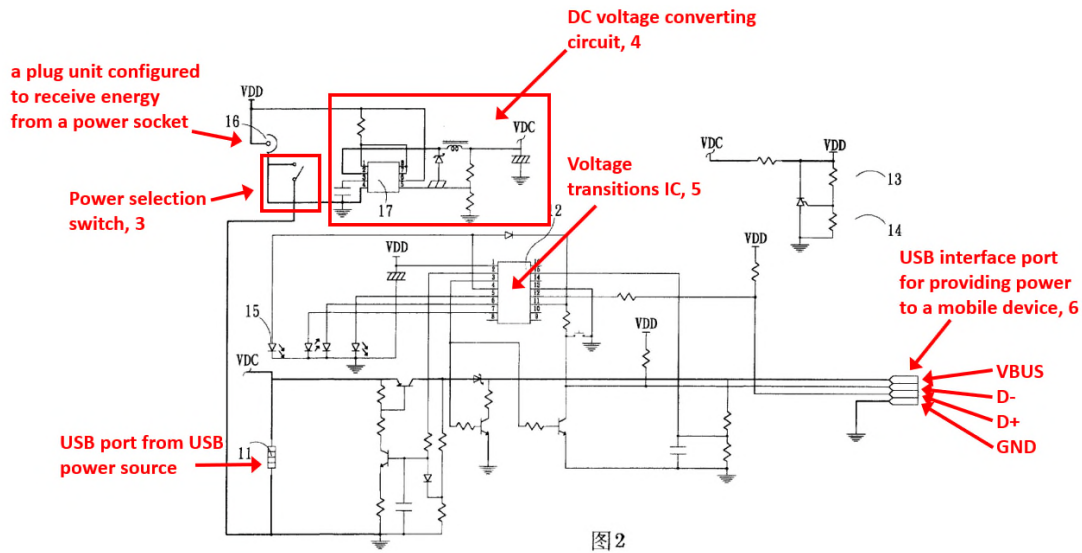 DC voltage converting
circuit, 4
a plug unit configured
to receive energy
from a power socket
VDD
16
VDC
Power selection
switch, 3
17
Voltage
transitions IC, 5
12
VDC
VDD
13
14
VDD
VDD
USB interface port
for providing power
to a mobile device, 6
15
VDD
VDC
VBUS
D-
D+
GND
USB port from USB
power source
11
图2